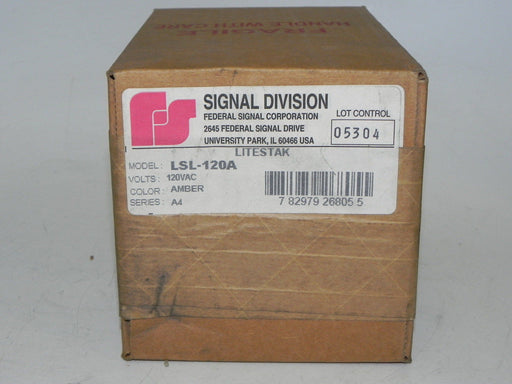 FRAGILE
HANDLE WITH CARE
FS
SIGNAL DIVISION
FEDERAL SIGNAL CORPORATION
2645 FEDERAL SIGNAL DRIVE
UNIVERSITY PARK, IL 60466 USA
LOT CONTROL
05304
LITESTAK
MODEL: LSL-120A
VOLTS: 120VAC
COLOR: AMBER
SERIES: A4
7 82979 26805 5